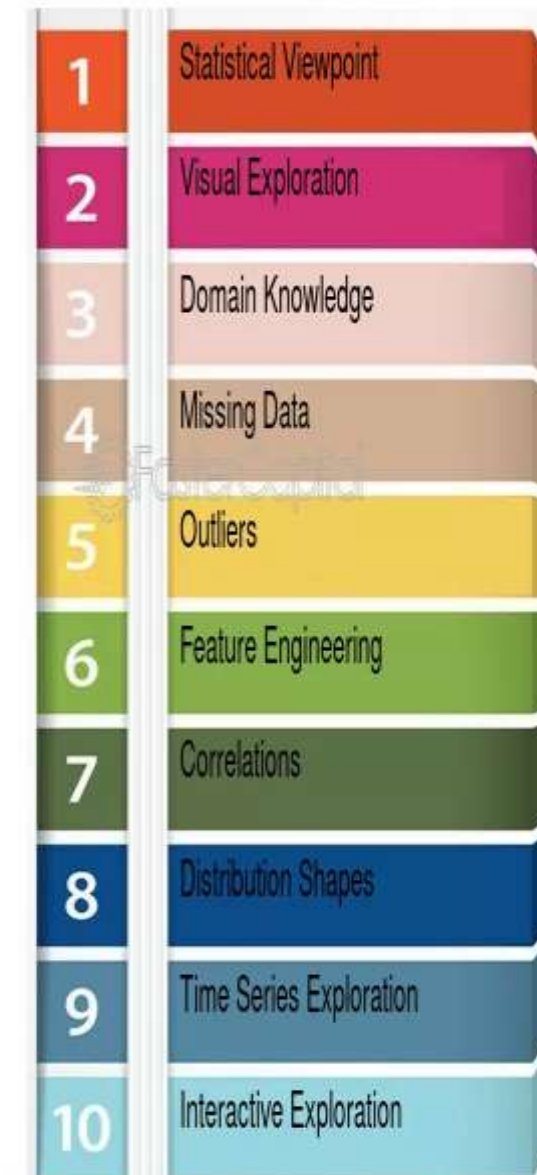 1 Statistical Viewpoint
2 Visual Exploration
3 Domain Knowledge
4 Missing Data
FasterCapital
5 Outliers
6 Feature Engineering
7 Correlations
8 Distribution Shapes
9 Time Series Exploration
10 Interactive Exploration